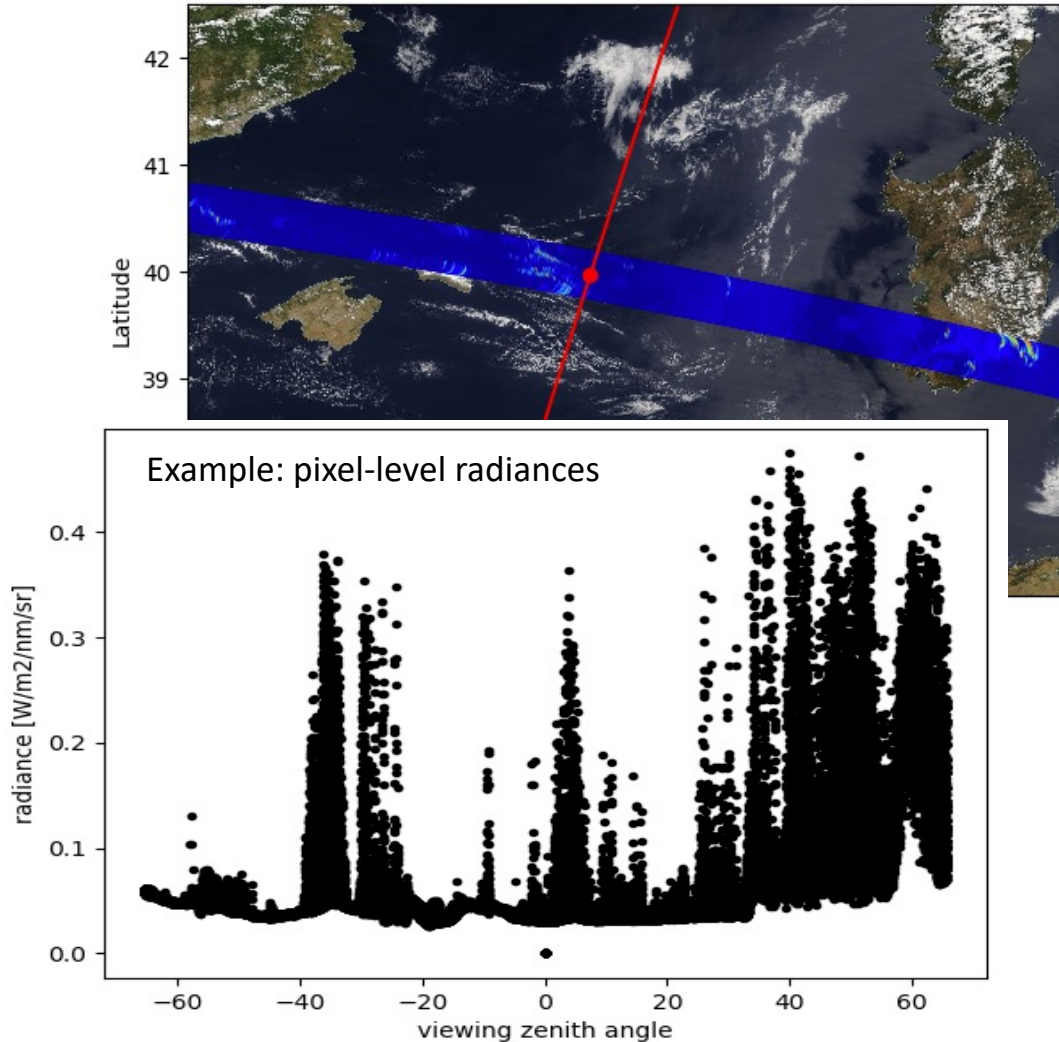 42
41
40
39
Latitude
Example: pixel-level radiances
0.4
0.3
0.2
0.1
0.0
radiance [W/m2/nm/sr]
−60 −40 −20 0 20 40 60
viewing zenith angle